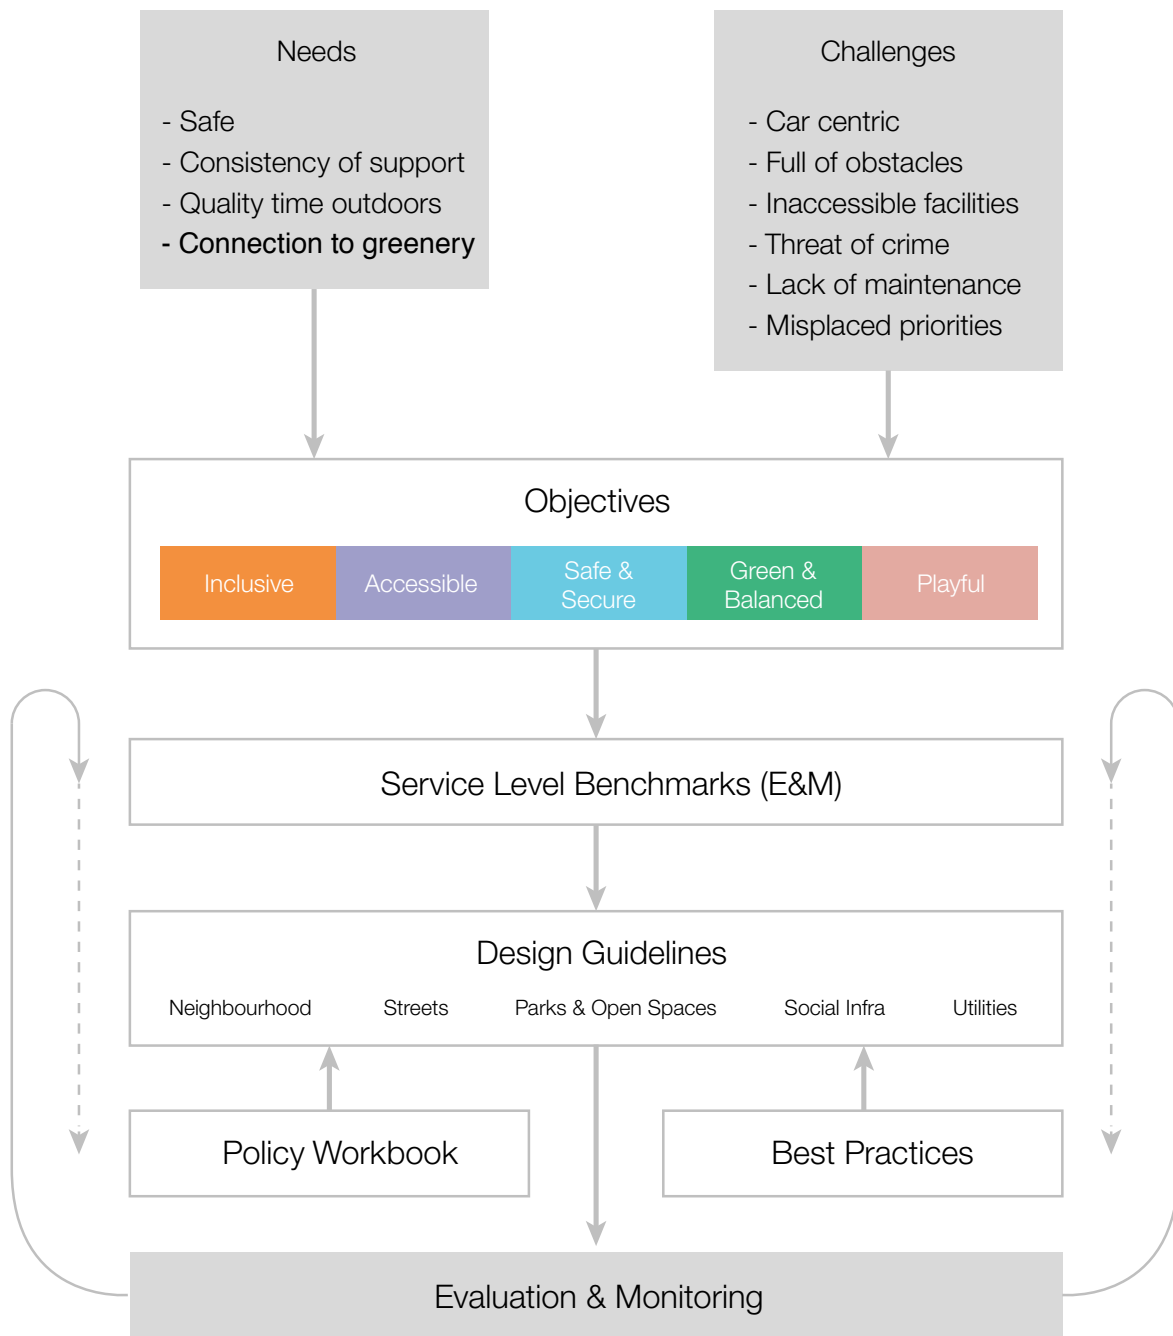 Needs
- Safe
- Consistency of support
- Quality time outdoors
- Connection to greenery
Challenges
- Car centric
- Full of obstacles
- Inaccessible facilities
- Threat of crime
- Lack of maintenance
- Misplaced priorities
Objectives
Inclusive
Accessible
Safe &
Secure
Green &
Balanced
Playful
Service Level Benchmarks (E&M)
Design Guidelines
Neighbourhood
Streets
Parks & Open Spaces
Social Infra
Utilities
Policy Workbook
Best Practices
Evaluation & Monitoring